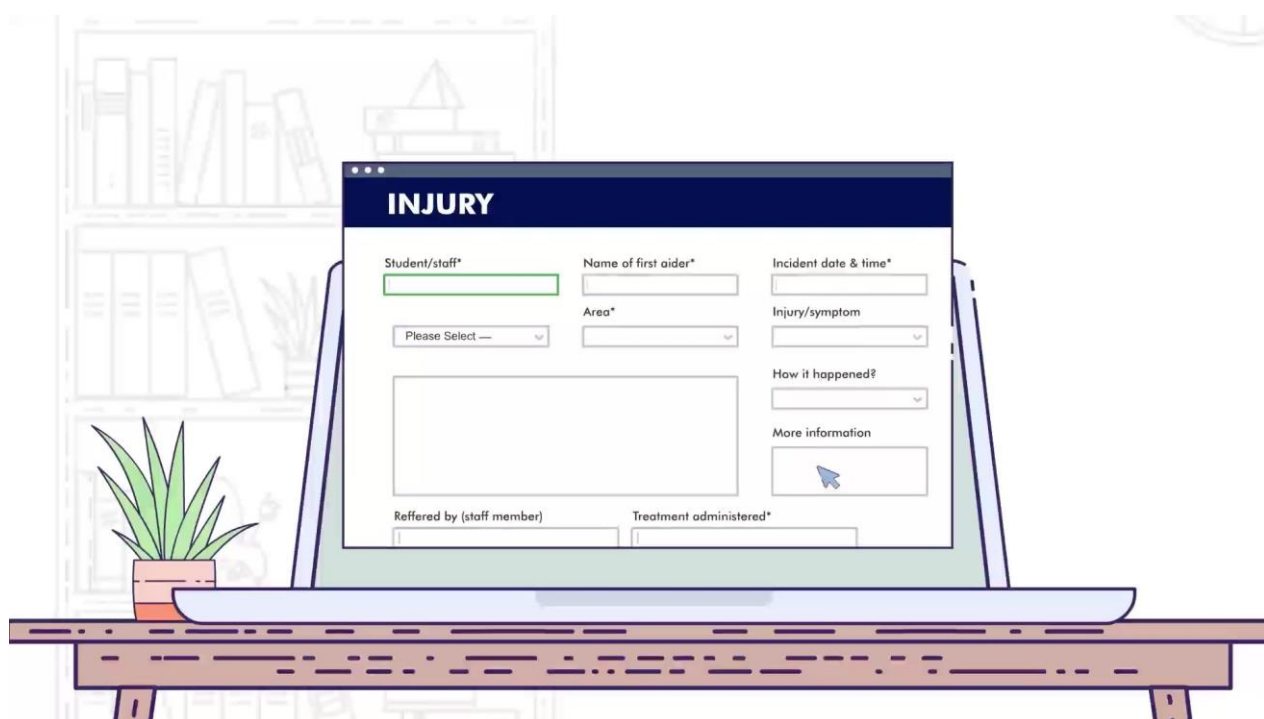 INJURY
Student/staff* Name of first aider* Incident date & time*
Area* Injury/symptom
Please Select —
How it happened?
More information
Reffered by (staff member) Treatment administered*